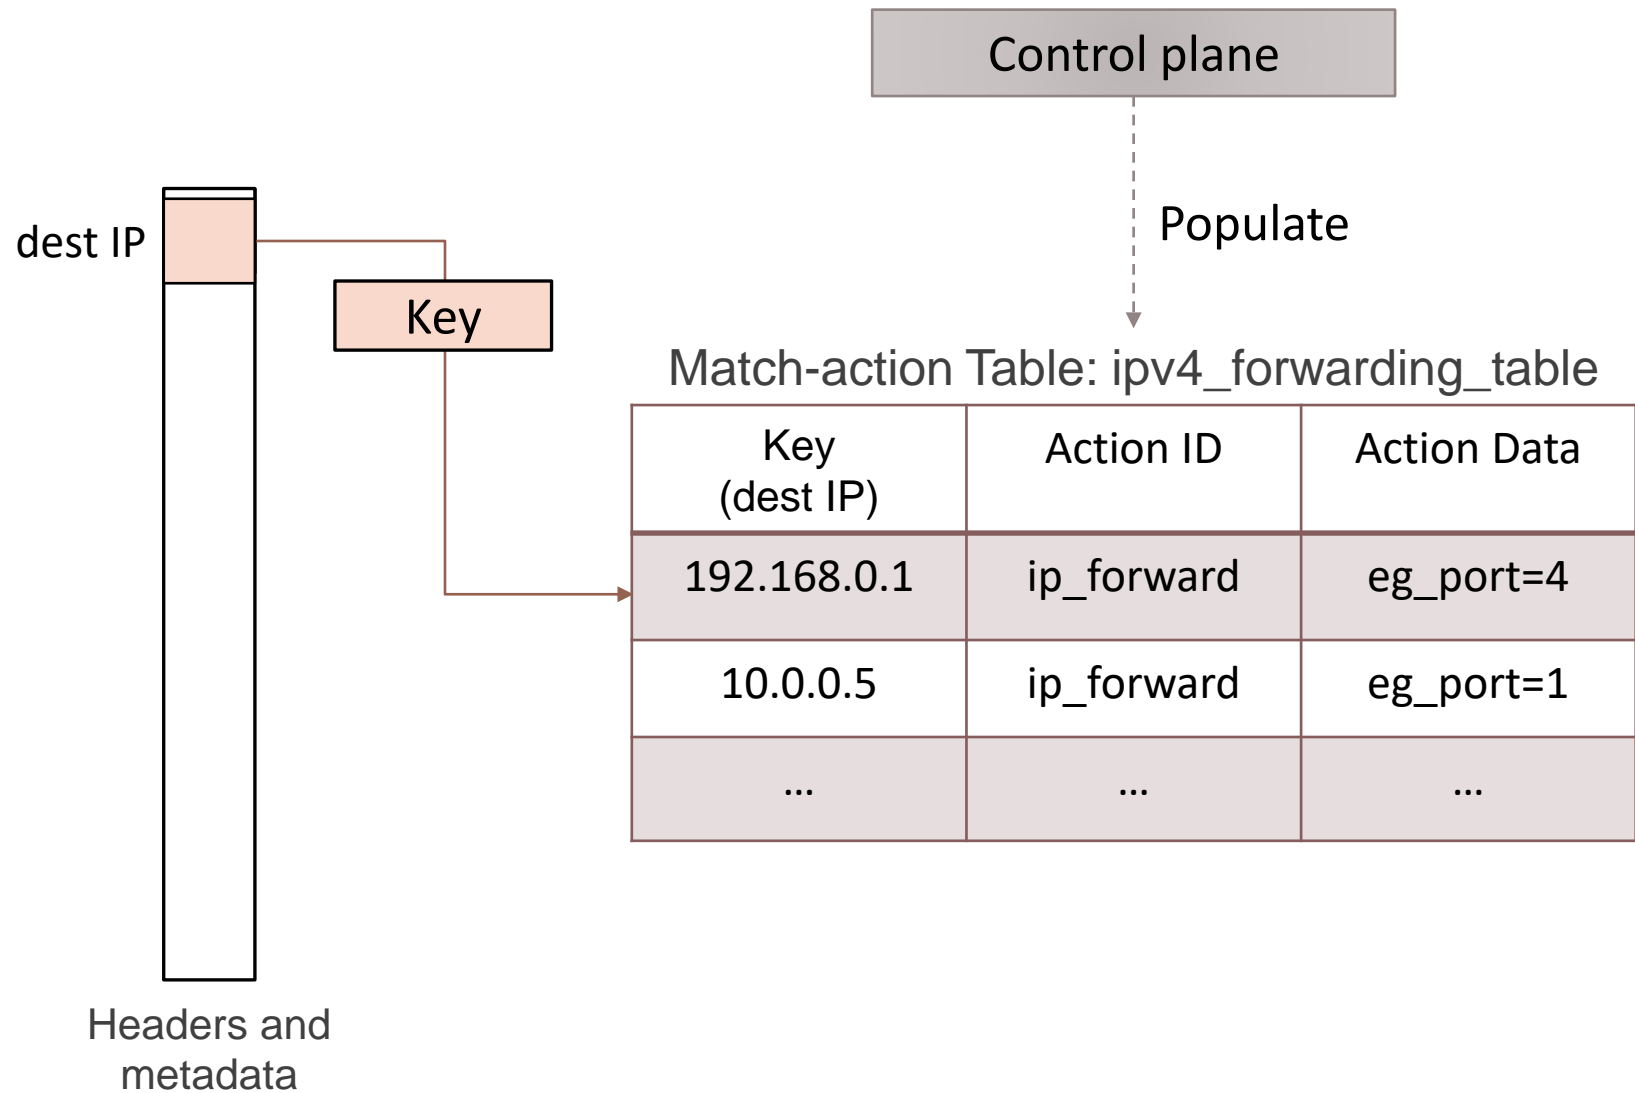 Control plane
Populate
dest IP
Key
Match-action Table: ipv4_forwarding_table
Key
(dest IP)
Action ID
Action Data
192.168.0.1
ip_forward
eg_port=4
10.0.0.5
ip_forward
eg_port=1
...
...
...
Headers and
metadata